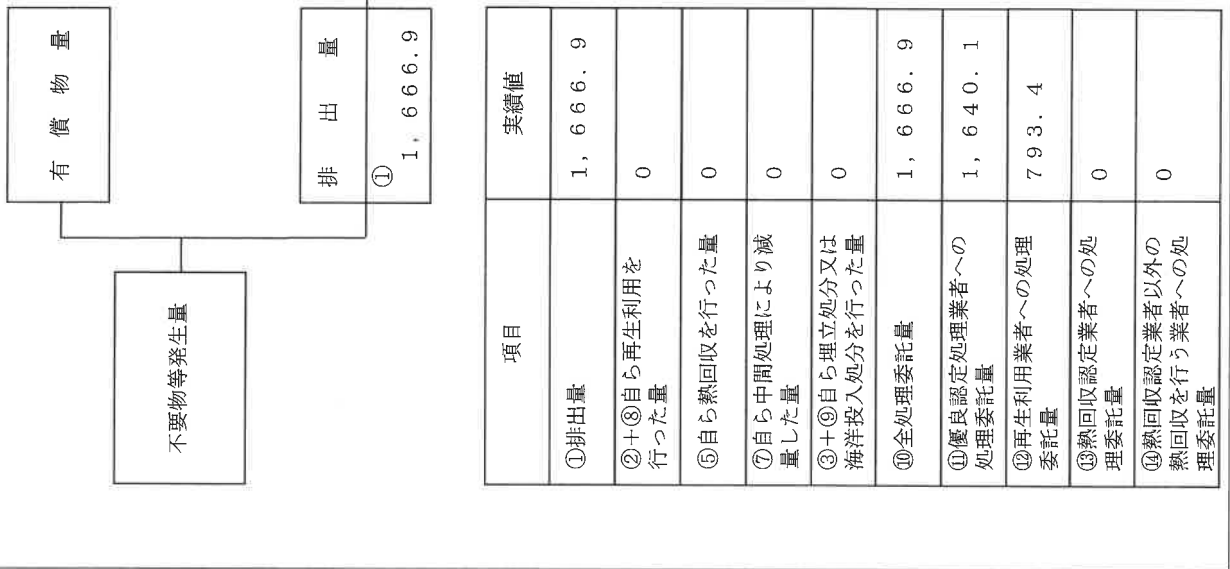 有償物量
不要物等発生量
排出量
①
1,666.9
項目
実績値
①排出量
1,666.9
②+⑧自ら再生利用を
行った量
0
⑤自ら熱回収を行った量
0
⑦自ら中間処理により減
量した量
0
③+⑨自ら埋立処分又は
海洋投入処分を行った量
0
⑩全処理委託量
1,666.9
⑪優良認定処理業者への
処理委託量
1,640.1
⑫再生利用業者への処理
委託量
793.4
⑬熱回収認定業者への処
理委託量
0
⑭熱回収認定業者以外の
熱回収を行う業者への処
理委託量
0